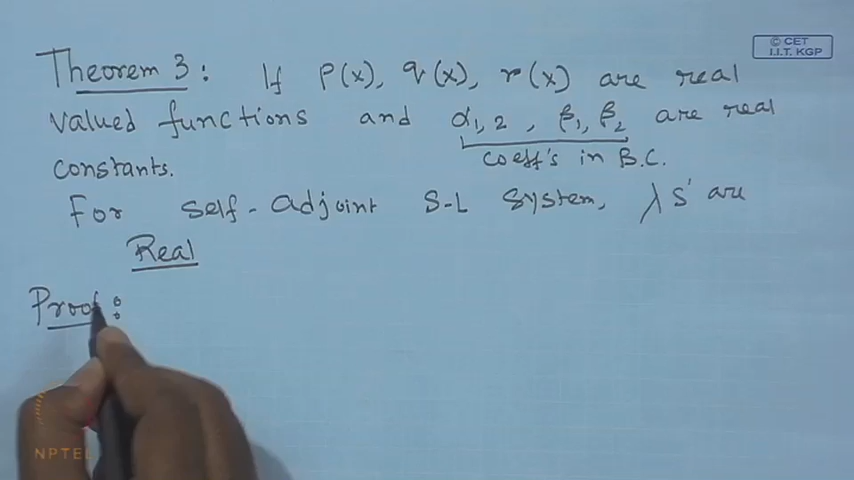 © CET
I.I.T. KGP
Theorem 3: If p(x), q(x), r(x) are real
valued functions and α1,2, β1, β2 are real
constants. coeff's in B.C.
For self-adjoint S-L system, λs' are
Real
Proof:
NPTEL